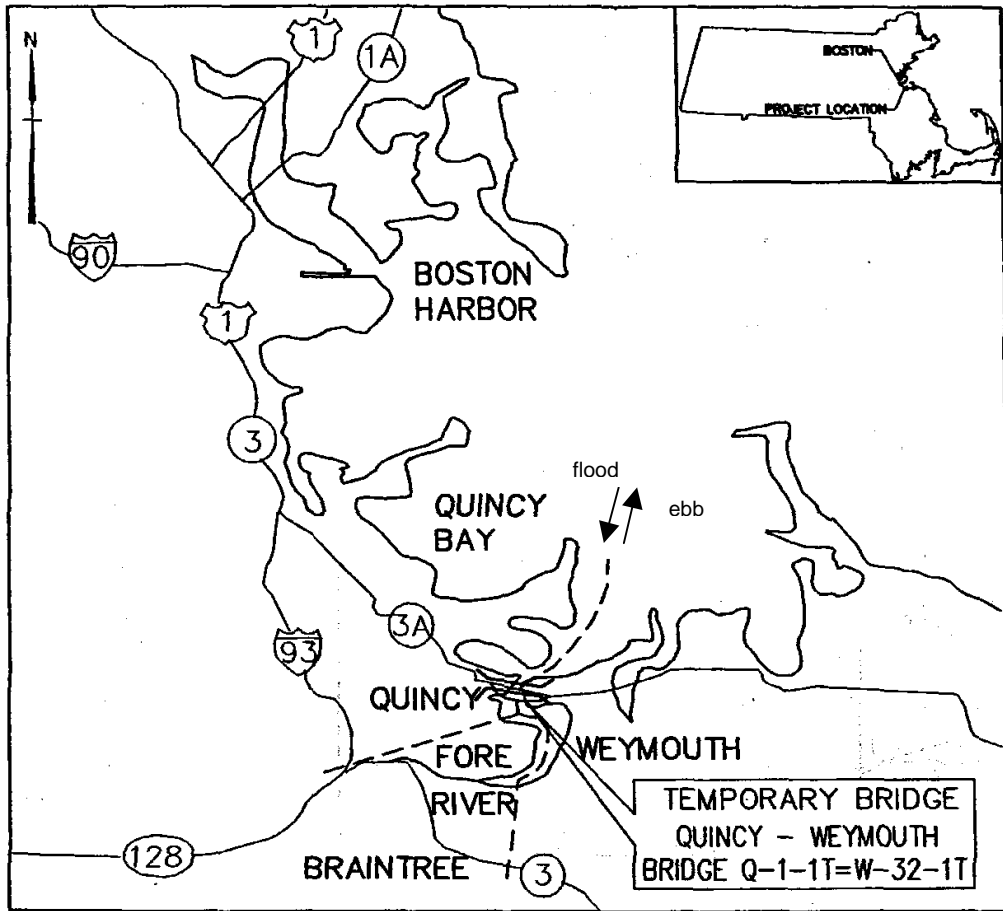 N
1
1A
BOSTON
PROJECT LOCATION
90
BOSTON
HARBOR
1
3
flood
ebb
QUINCY
BAY
3A
93
QUINCY
FORE
RIVER
WEYMOUTH
TEMPORARY BRIDGE
QUINCY - WEYMOUTH
BRIDGE Q-1-1T=W-32-1T
128
BRAINTREE
3